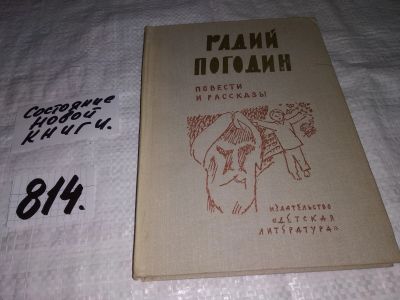 Состояние
новой
книги.
814.
РАДИЙ
ПОГОДИН
ПОВЕСТИ
И РАССКАЗЫ
ИЗДАТЕЛЬСТВО
«ДЕТСКАЯ
ЛИТЕРАТУРА»